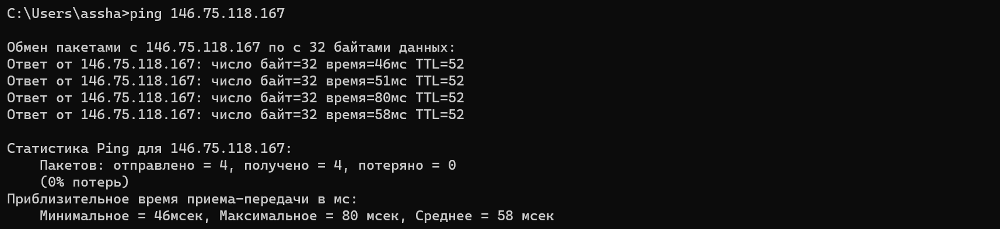 C:\Users\assha>ping 146.75.118.167
Обмен пакетами с 146.75.118.167 по с 32 байтами данных:
Ответ от 146.75.118.167: число байт=32 время=46мс TTL=52
Ответ от 146.75.118.167: число байт=32 время=51мс TTL=52
Ответ от 146.75.118.167: число байт=32 время=80мс TTL=52
Ответ от 146.75.118.167: число байт=32 время=58мс TTL=52
Статистика Ping для 146.75.118.167:
    Пакетов: отправлено = 4, получено = 4, потеряно = 0
    (0% потерь)
Приблизительное время приема-передачи в мс:
    Минимальное = 46мсек, Максимальное = 80 мсек, Среднее = 58 мсек